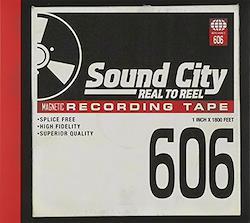 606
Sound City
REAL TO REEL
MAGNETIC RECORDING TAPE
•SPLICE FREE
•HIGH FIDELITY
•SUPERIOR QUALITY
1 INCH X 1800 FEET
606